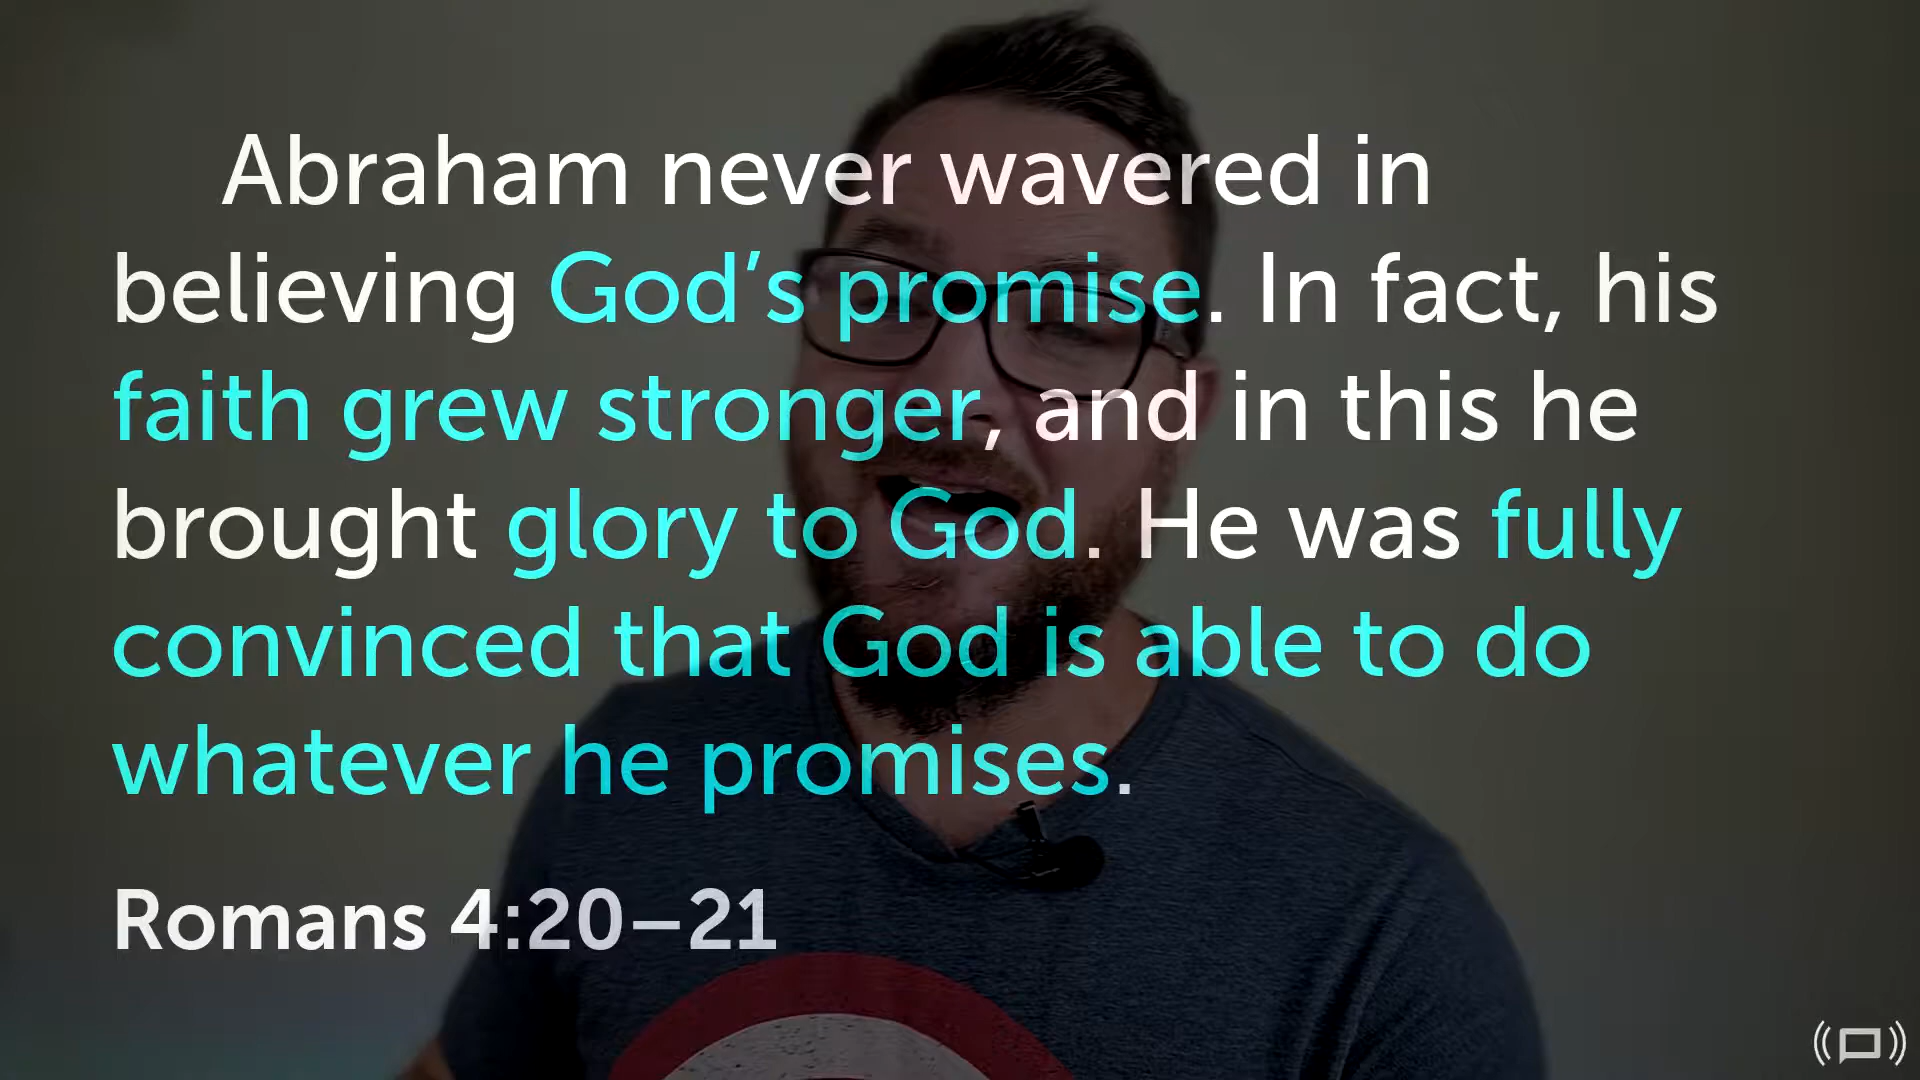 Abraham never wavered in
believing God’s promise. In fact, his
faith grew stronger, and in this he
brought glory to God. He was fully
convinced that God is able to do
whatever he promises.
Romans 4:20–21